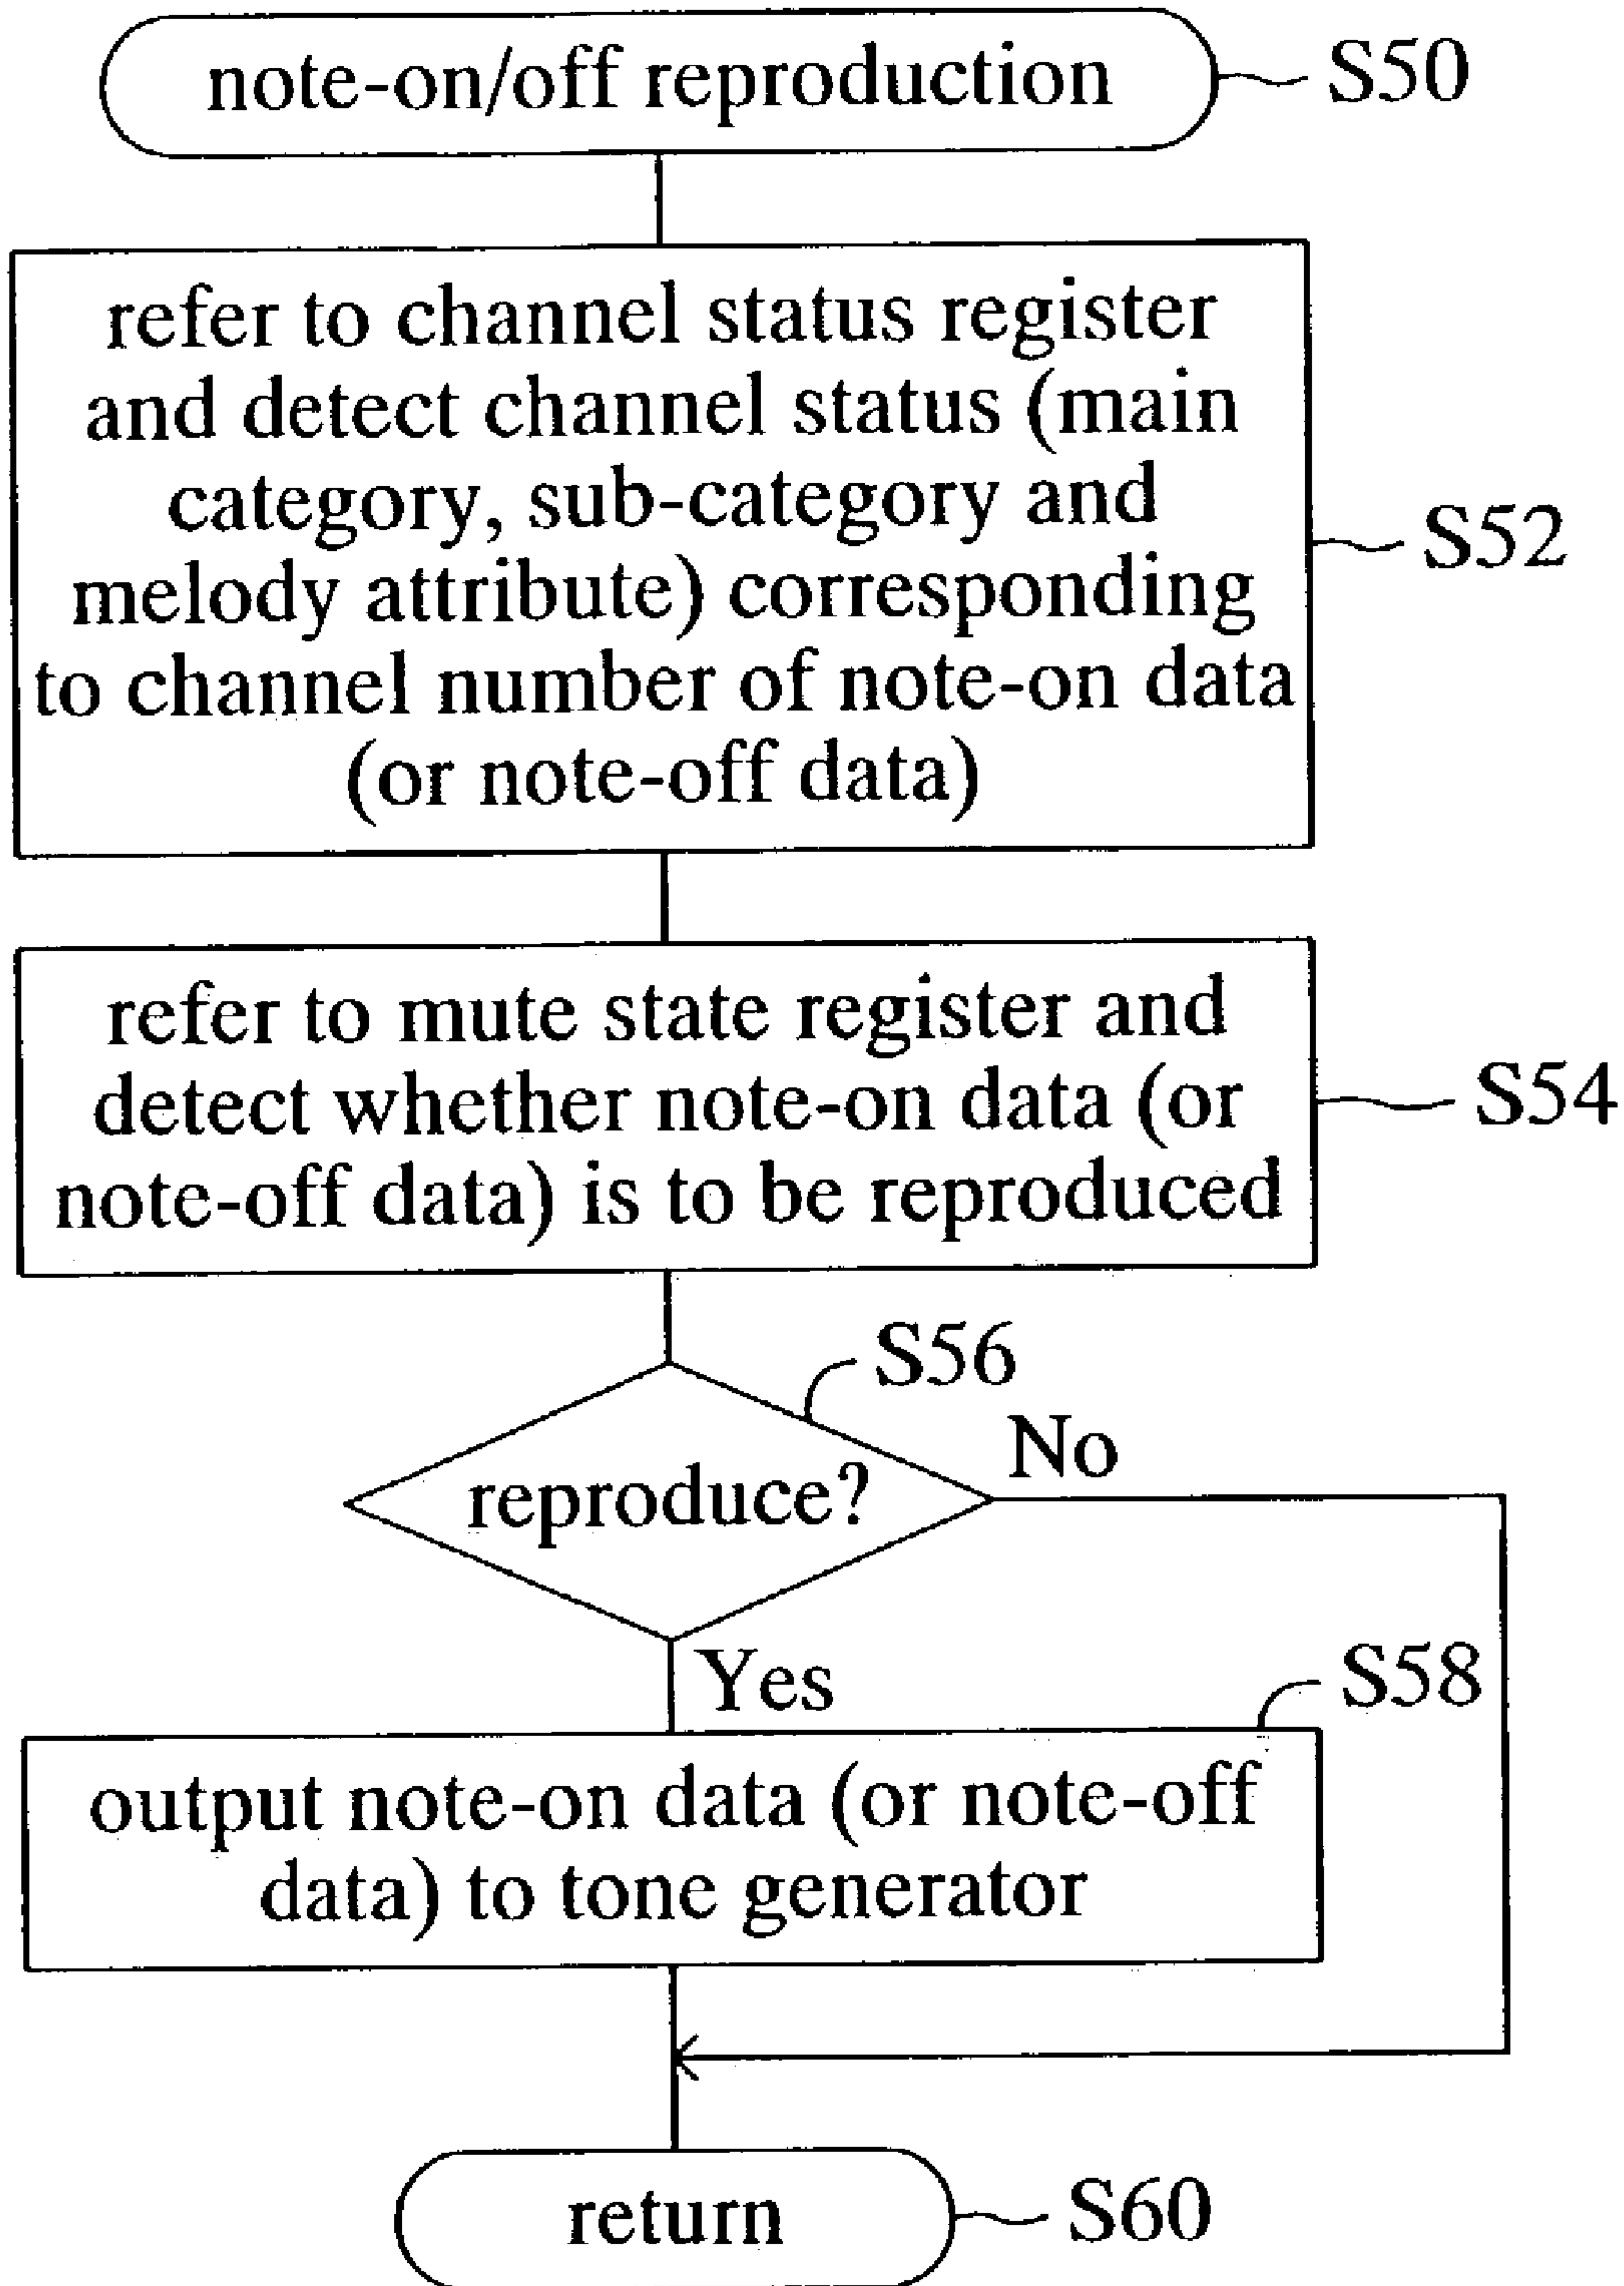 note-on/off reproduction
S50
refer to channel status register
and detect channel status (main
category, sub-category and
melody attribute) corresponding
to channel number of note-on data
(or note-off data)
S52
refer to mute state register and
detect whether note-on data (or
note-off data) is to be reproduced
S54
S56
reproduce?
No
Yes
S58
output note-on data (or note-off
data) to tone generator
return
S60